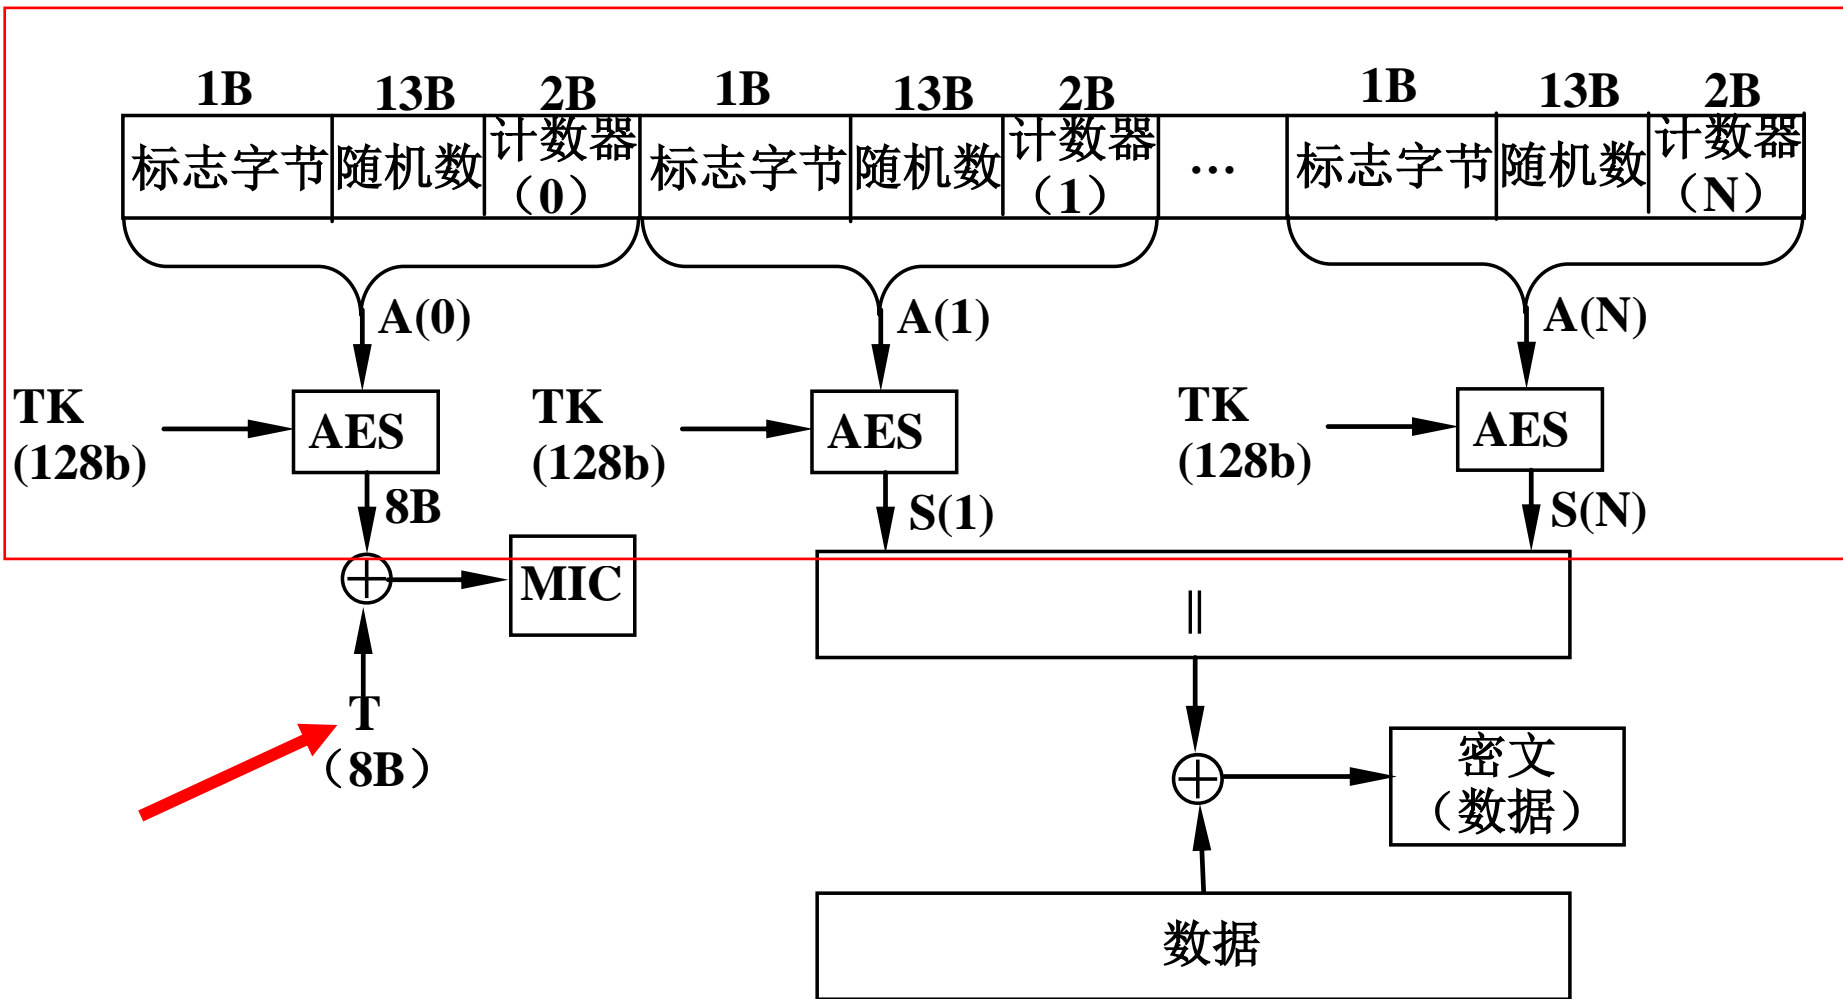 1B 13B 2B 1B 13B 2B 1B 13B 2B
标志字节 随机数 计数器(0) 标志字节 随机数 计数器(1) … 标志字节 随机数 计数器(N)
A(0) A(1) A(N)
TK TK TK
(128b) (128b) (128b)
AES AES AES
8B S(1) S(N)
MIC
||
T
(8B)
密文
(数据)
数据